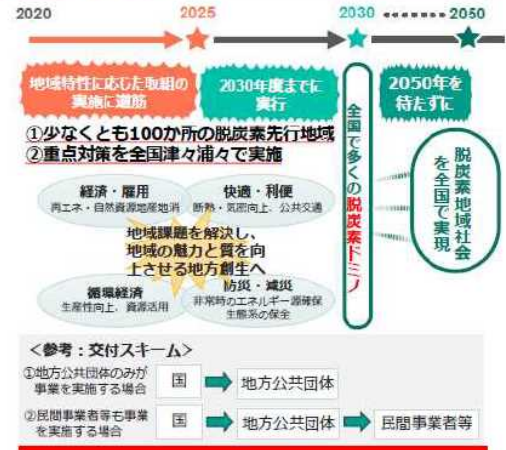 2020 2025 2030 2050
地域特性に応じた取組の
実施に道筋
2030年度までに
実行
2050年を
待たずに
①少なくとも100か所の脱炭素先行地域
②重点対策を全国津々浦々で実施
全国で多くの脱炭素ドミノ
脱炭素地域社会
を全国で実現
経済・雇用
再エネ・自然資源地産地消
快適・利便
断熱・気密向上、公共交通
地域課題を解決し、
地域の魅力と質を向
上させる地方創生へ
循環経済
生産性向上、資源活用
防災・減災
非常時のエネルギー源確保
生態系の保全
<参考:交付スキーム>
①地方公共団体のみが
事業を実施する場合
国 地方公共団体
②民間事業者等も事業
を実施する場合
国 地方公共団体 民間事業者等